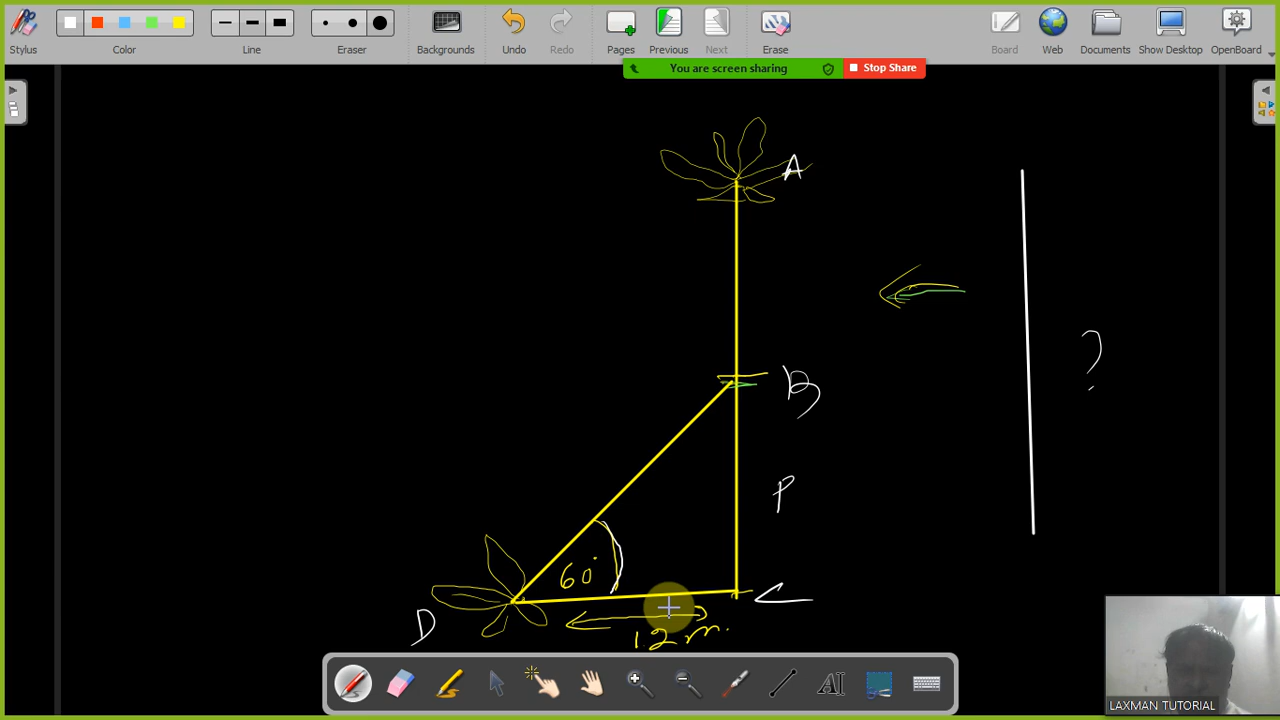 Stylus
Color
Line
Eraser
Backgrounds
Undo
Redo
Pages
Previous
Next
Erase
Board
Web
Documents
Show Desktop
OpenBoard
You are screen sharing
Stop Share
A
B
?
P
60°
C
D
12 m.
AI
LAXMAN TUTORIAL